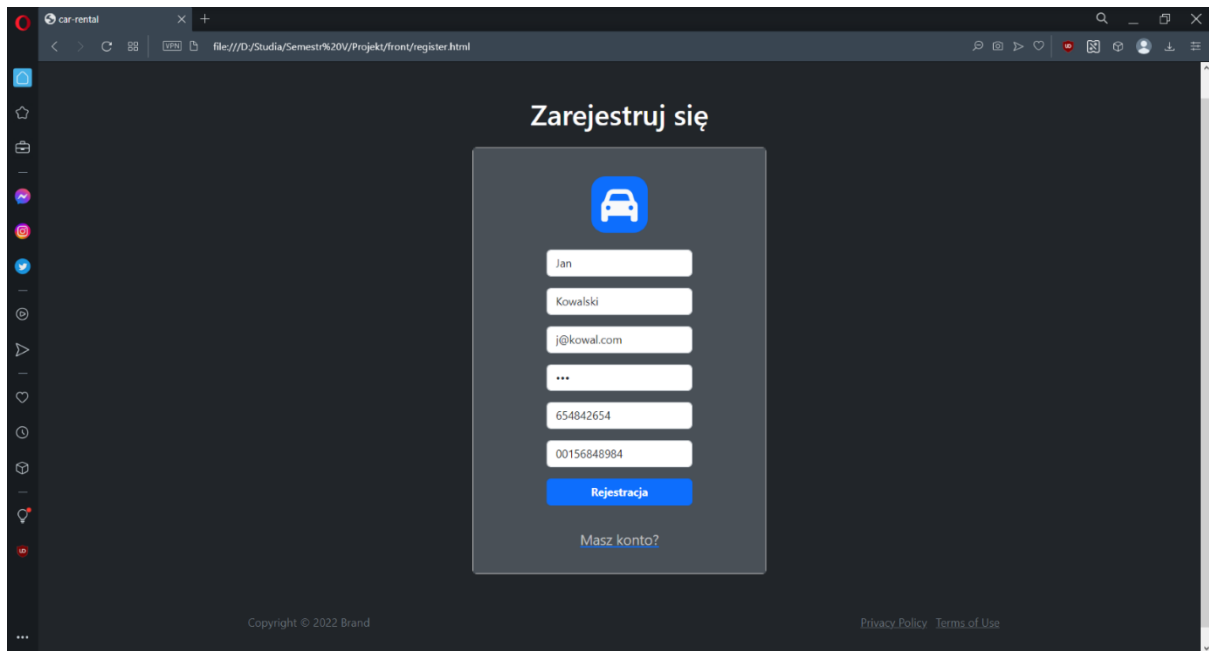 car-rental
VPN
file:///D:/Studia/Semestr%20V/Projekt/front/register.html
Zarejestruj się
Jan
Kowalski
j@kowal.com
•••
654842654
00156848984
Rejestracja
Masz konto?
Copyright © 2022 Brand
Privacy Policy Terms of Use